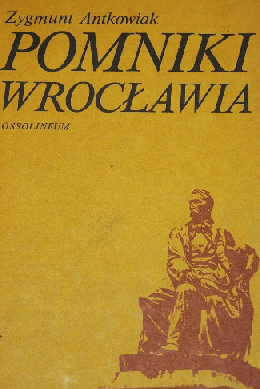 Zygmunt Antkowiak
POMNIKI
WROCŁAWIA
OSSOLINEUM